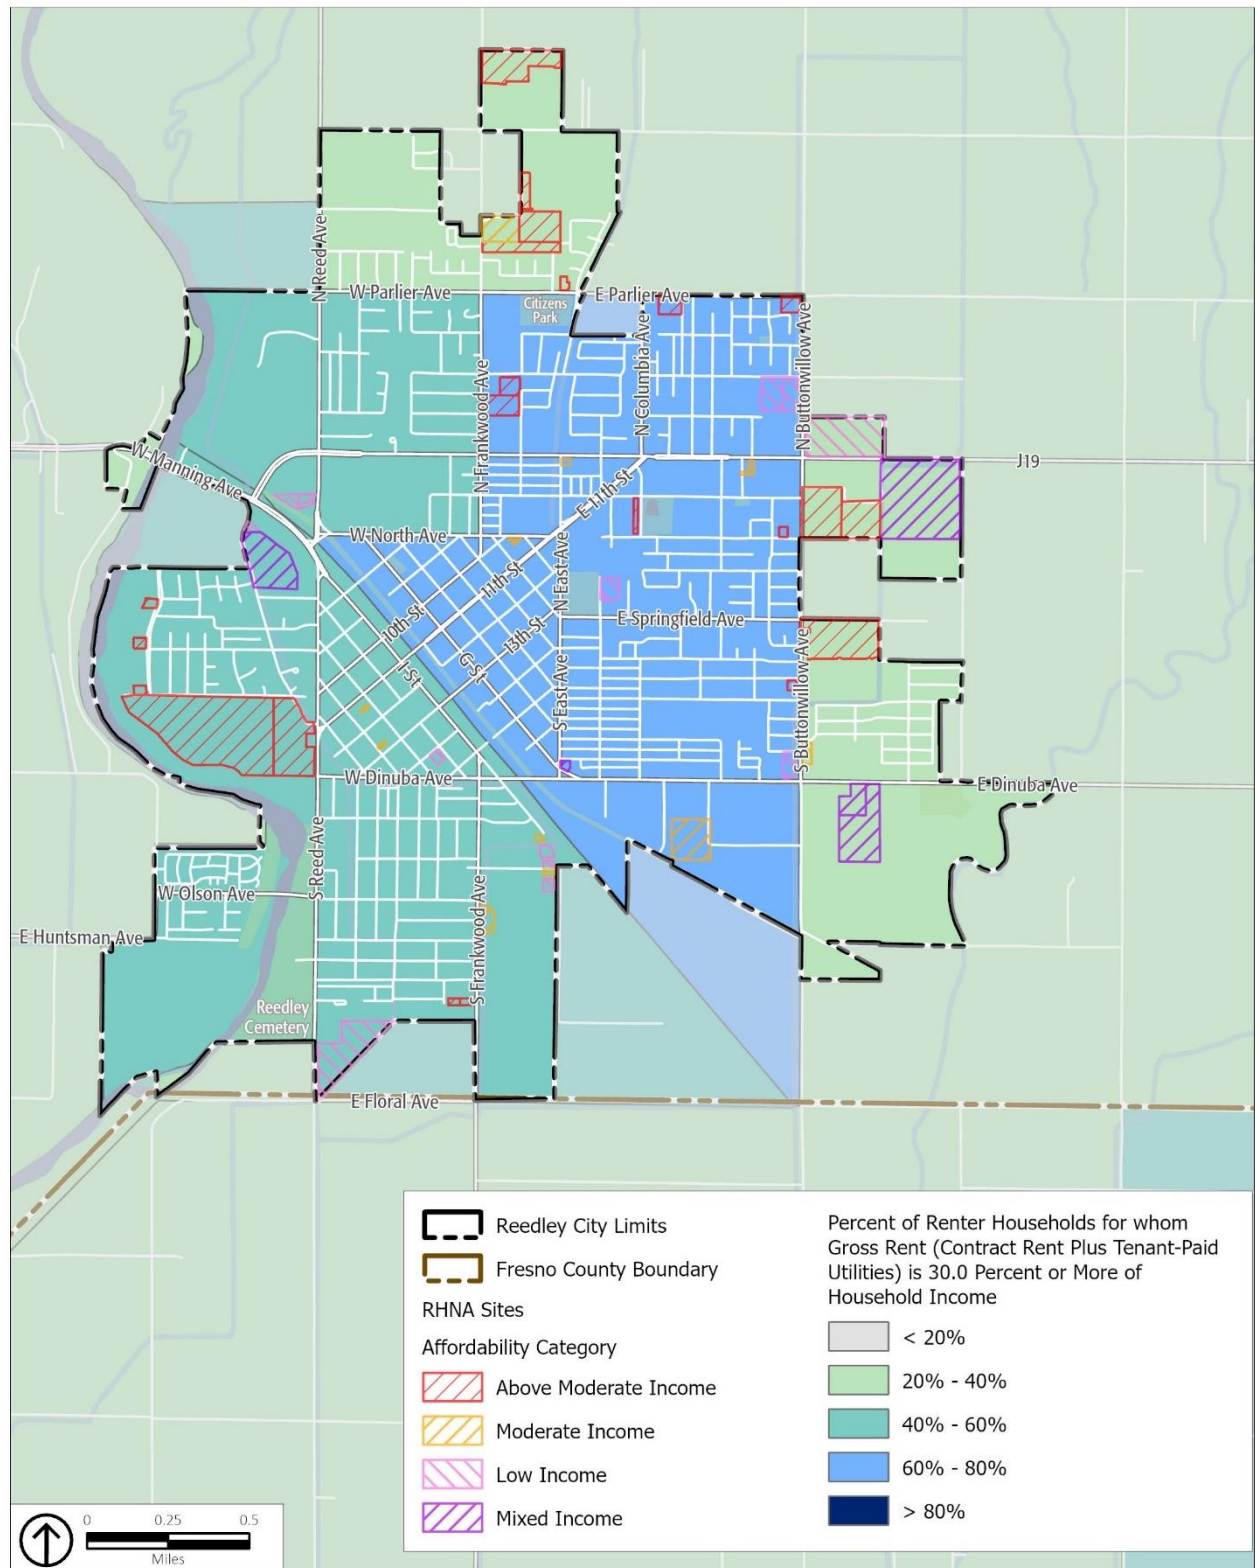 N Reed Ave
W Parlier Ave
Citizens
Park
E Parlier Ave
N Columbia Ave
N Buttonwillow Ave
N Frankwood Ave
W-Manning Ave
J19
E-11th-St
W-North Ave
11th-St
10th-St
13th-St
N-East-Ave
E Springfield Ave
G-St
I-St
S East Ave
S Buttonwillow Ave
W-Dinuba Ave
E-Dinuba Ave
S-Reed Ave
W-Olson-Ave
E Huntsman Ave
S Frankwood Ave
Reedley
Cemetery
E Floral Ave
Reedley City Limits
Fresno County Boundary
RHNA Sites
Affordability Category
Above Moderate Income
Moderate Income
Low Income
Mixed Income
Percent of Renter Households for whom
Gross Rent (Contract Rent Plus Tenant-Paid
Utilities) is 30.0 Percent or More of
Household Income
< 20%
20% - 40%
40% - 60%
60% - 80%
> 80%
0 0.25 0.5
Miles